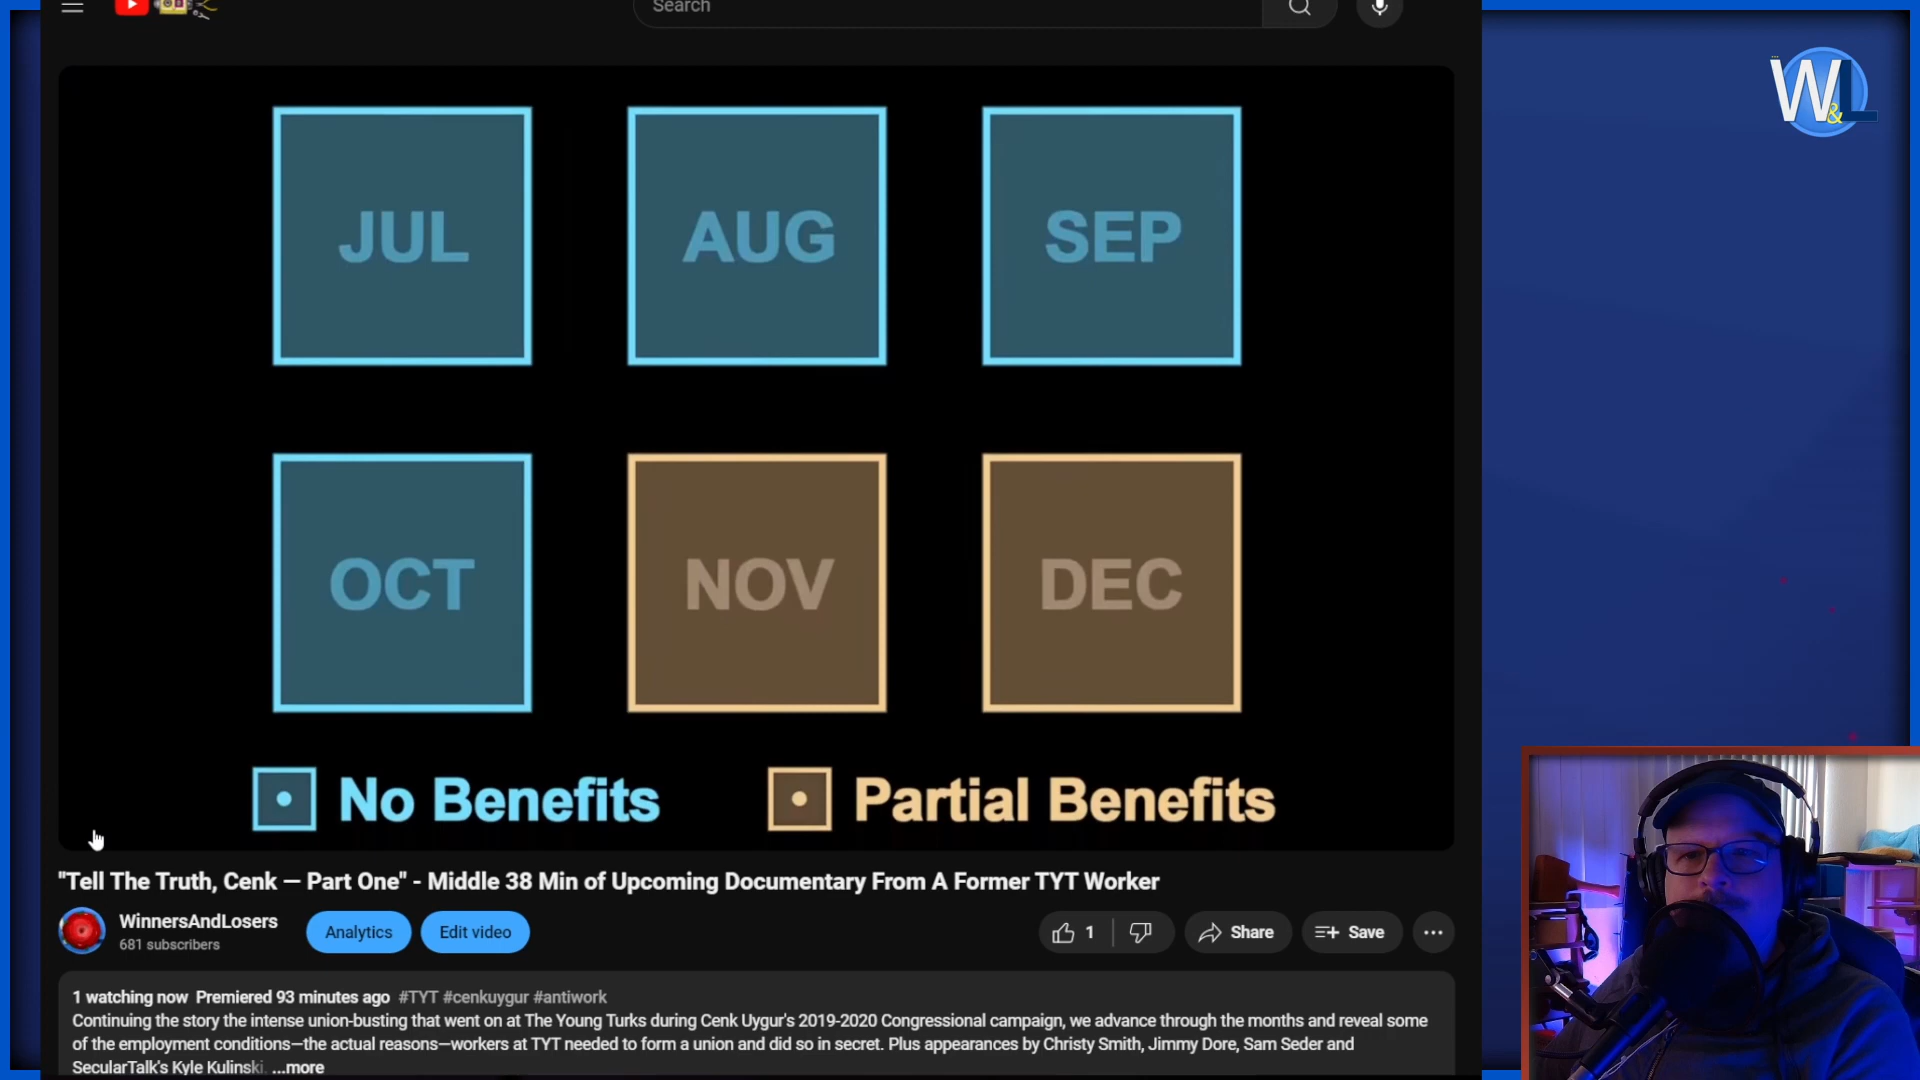 Search
W&L
JUL AUG SEP
OCT NOV DEC
No Benefits Partial Benefits
"Tell The Truth, Cenk — Part One" - Middle 38 Min of Upcoming Documentary From A Former TYT Worker
WinnersAndLosers
681 subscribers
Analytics Edit video 1 Share Save
1 watching now Premiered 93 minutes ago #TYT #cenkuygur #antiwork
Continuing the story the intense union-busting that went on at The Young Turks during Cenk Uygur's 2019-2020 Congressional campaign, we advance through the months and reveal some
of the employment conditions—the actual reasons—workers at TYT needed to form a union and did so in secret. Plus appearances by Christy Smith, Jimmy Dore, Sam Seder and
SecularTalk's Kyle Kulinski. ...more